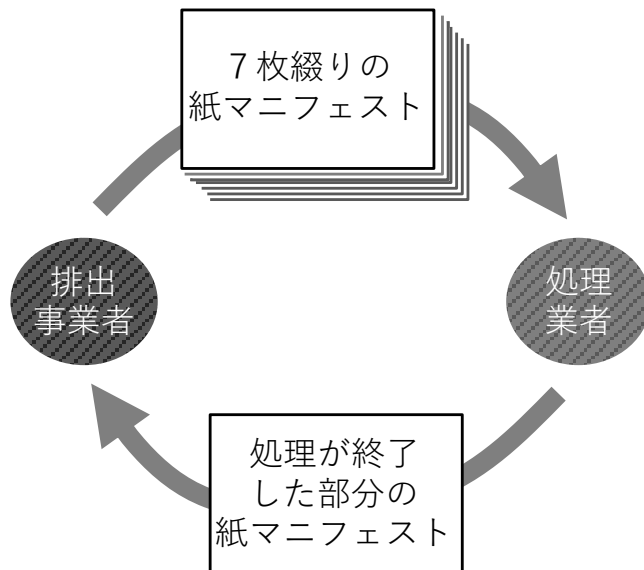 ７枚綴りの
紙マニフェスト
排出
事業者
処理
業者
処理が終了
した部分の
紙マニフェスト